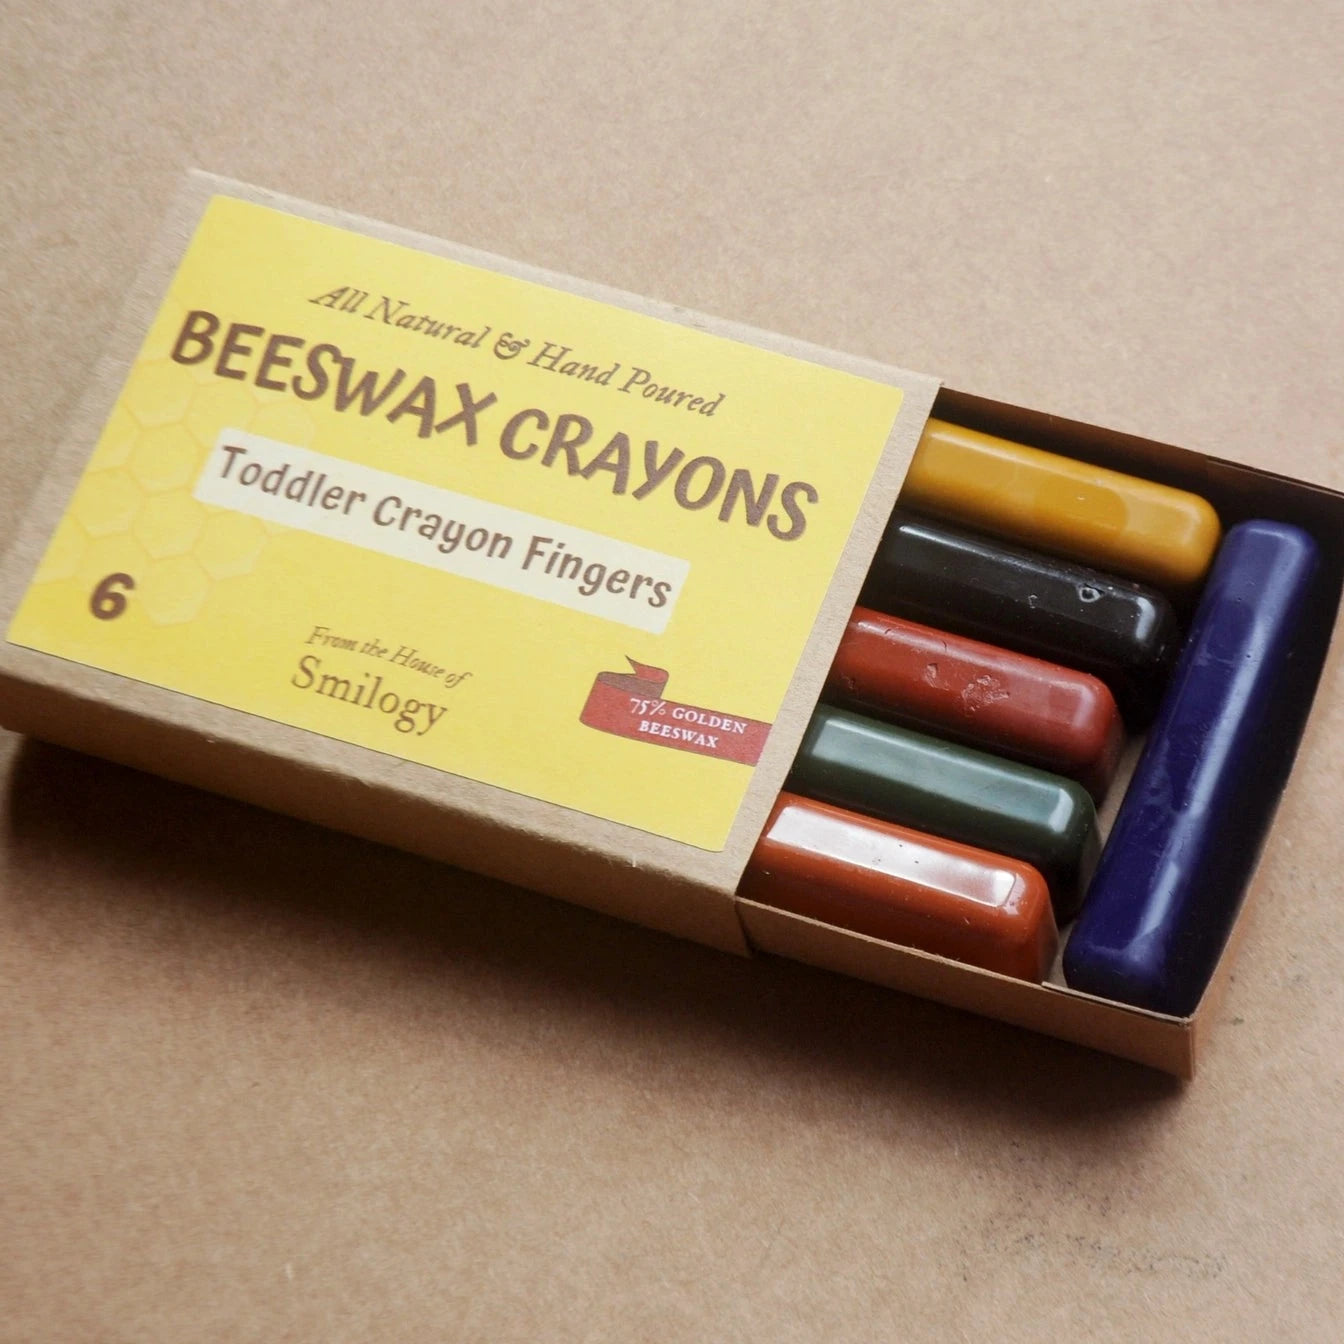 All Natural & Hand Poured
BEESWAX CRAYONS
Toddler Crayon Fingers
6
From the House of
Smilogy
75% GOLDEN
BEESWAX